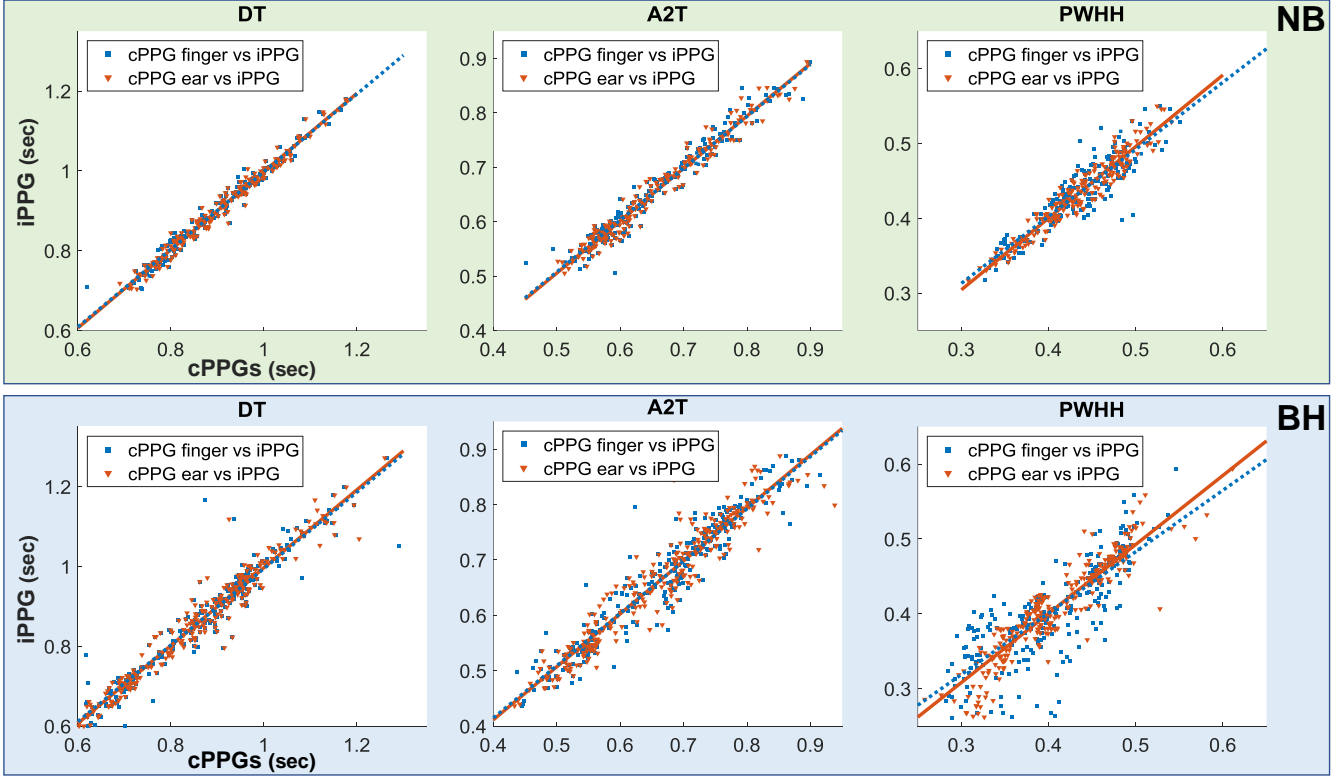 DT
A2T
PWHH
NB
cPPG finger vs iPPG
cPPG ear vs iPPG
cPPG finger vs iPPG
cPPG ear vs iPPG
cPPG finger vs iPPG
cPPG ear vs iPPG
iPPG (sec)
1.2
1
0.8
0.6
0.9
0.8
0.7
0.6
0.5
0.4
0.6
0.5
0.4
0.3
0.6 0.8 1 1.2
0.4 0.5 0.6 0.7 0.8 0.9
0.3 0.4 0.5 0.6
cPPGs (sec)
DT
A2T
PWHH
BH
cPPG finger vs iPPG
cPPG ear vs iPPG
cPPG finger vs iPPG
cPPG ear vs iPPG
cPPG finger vs iPPG
cPPG ear vs iPPG
iPPG (sec)
1.2
1
0.8
0.6
0.9
0.8
0.7
0.6
0.5
0.4
0.6
0.5
0.4
0.3
0.6 0.8 1 1.2
0.4 0.5 0.6 0.7 0.8 0.9
0.3 0.4 0.5 0.6
cPPGs (sec)